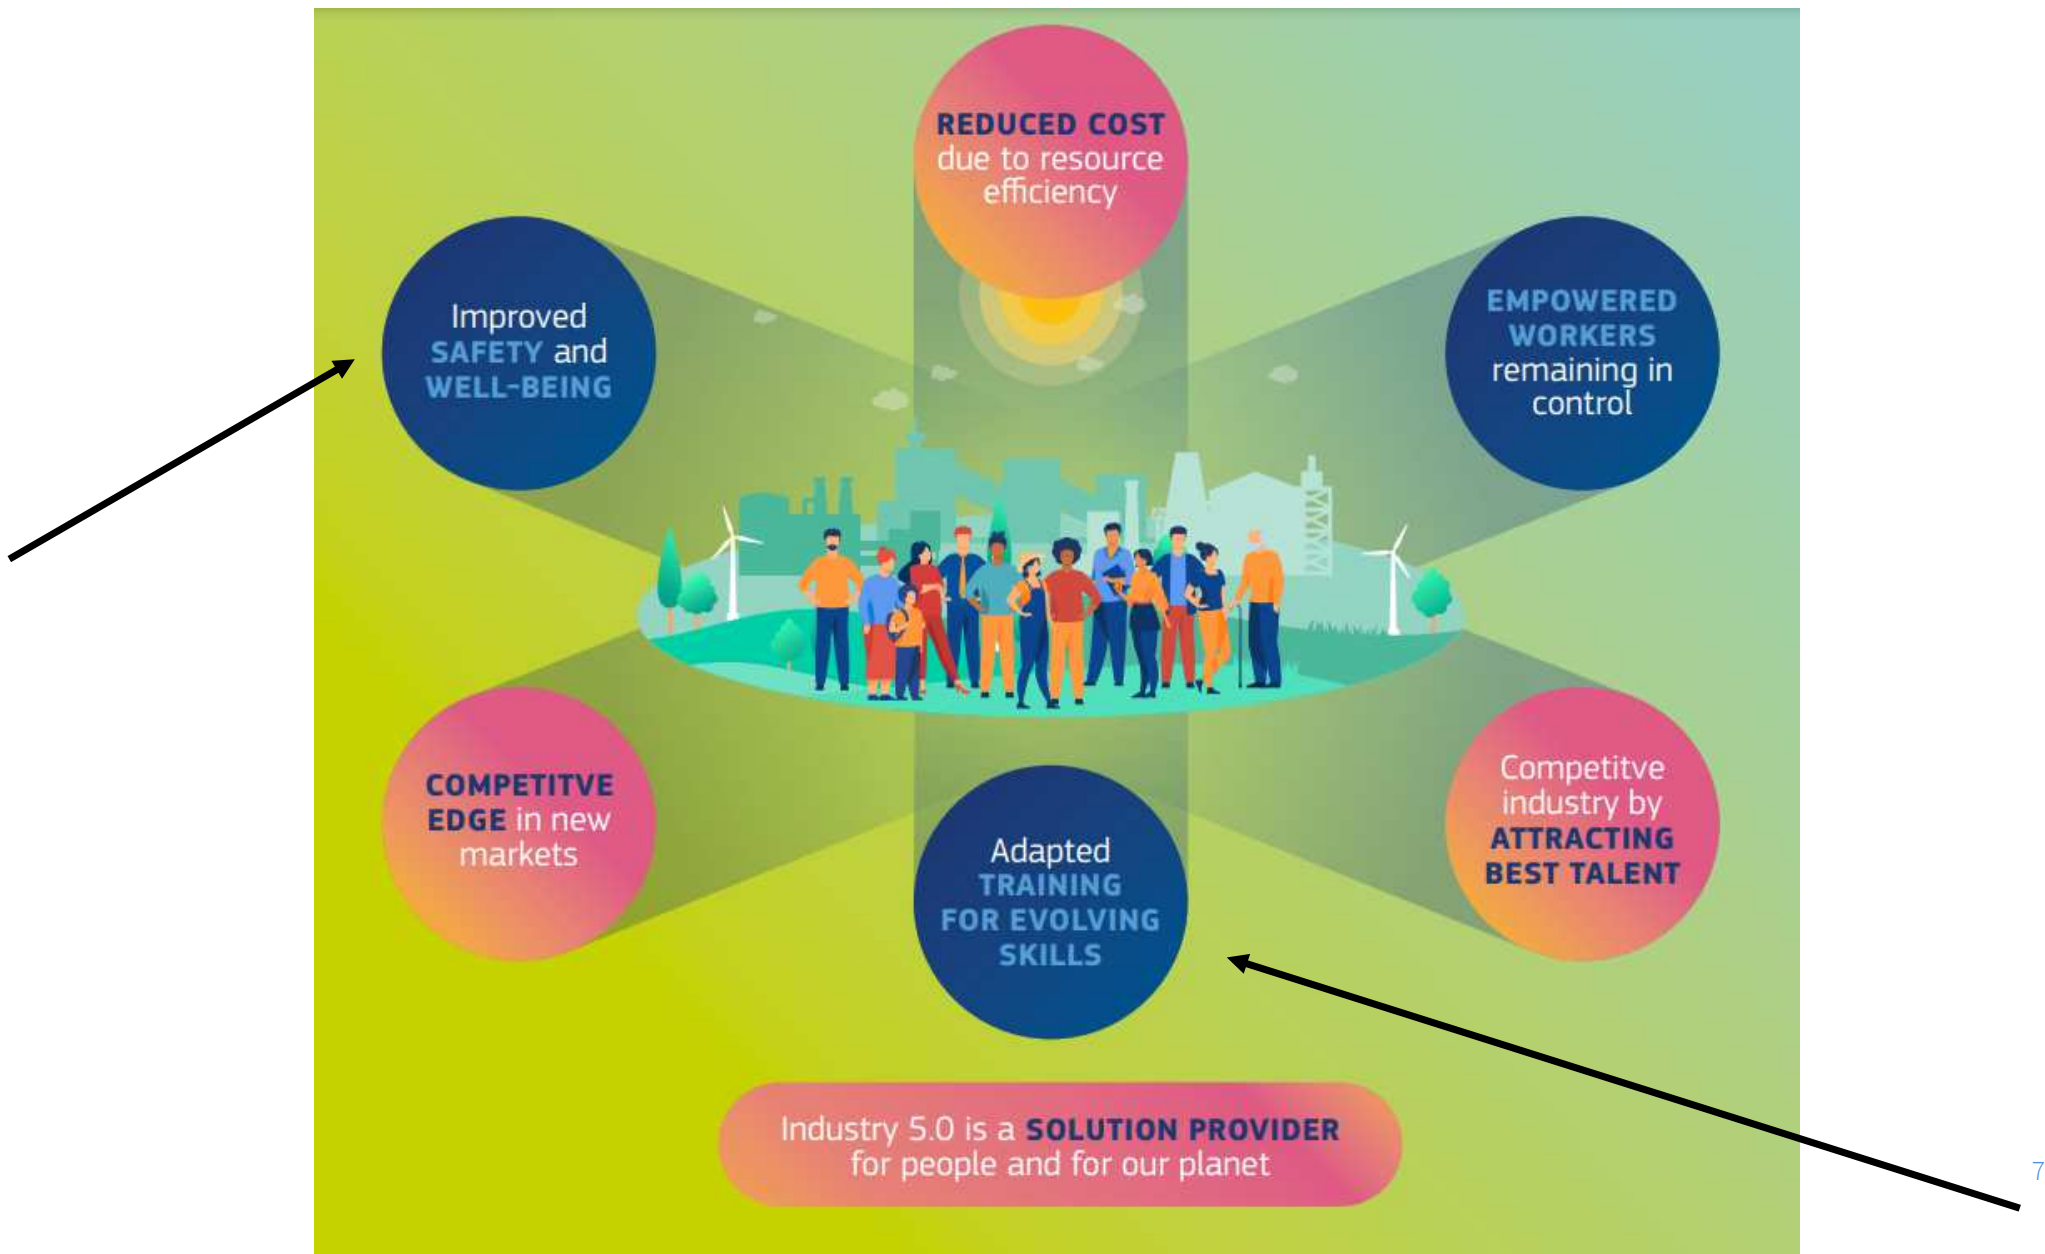 REDUCED COST
due to resource
efficiency
Improved
SAFETY and
WELL-BEING
EMPOWERED
WORKERS
remaining in
control
COMPETITVE
EDGE in new
markets
Adapted
TRAINING
FOR EVOLVING
SKILLS
Competitve
industry by
ATTRACTING
BEST TALENT
Industry 5.0 is a SOLUTION PROVIDER
for people and for our planet
7